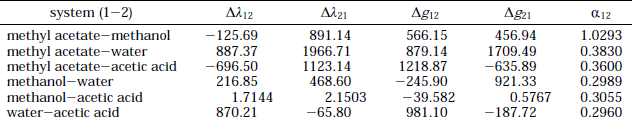 system (1−2) Δλ12 Δλ21 Δg12 Δg21 α12
methyl acetate−methanol −125.69 891.14 566.15 456.94 1.0293
methyl acetate−water 887.37 1966.71 879.14 1709.49 0.3830
methyl acetate−acetic acid −696.50 1123.14 1218.87 −635.89 0.3600
methanol−water 216.85 468.60 −245.90 921.33 0.2989
methanol−acetic acid 1.7144 2.1503 −39.582 0.5767 0.3055
water−acetic acid 870.21 −65.80 981.10 −187.72 0.2960